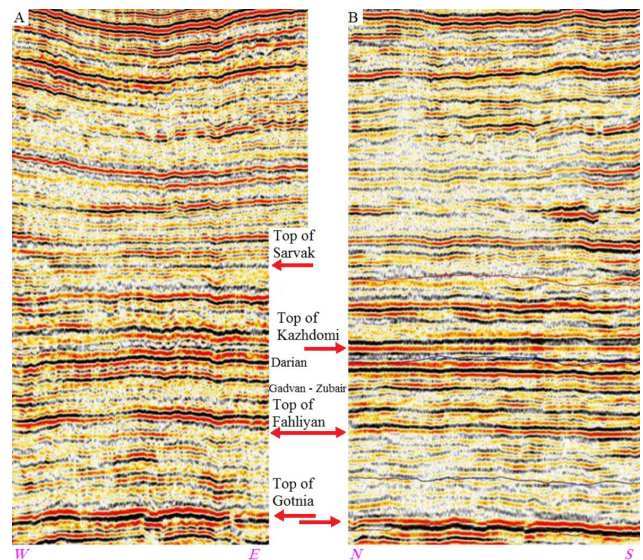 A
B
Top of
Sarvak
Top of
Kazhdomi
Darian
Gadvan - Zubair
Top of
Fahliyan
Top of
Gotnia
W
E
N
S